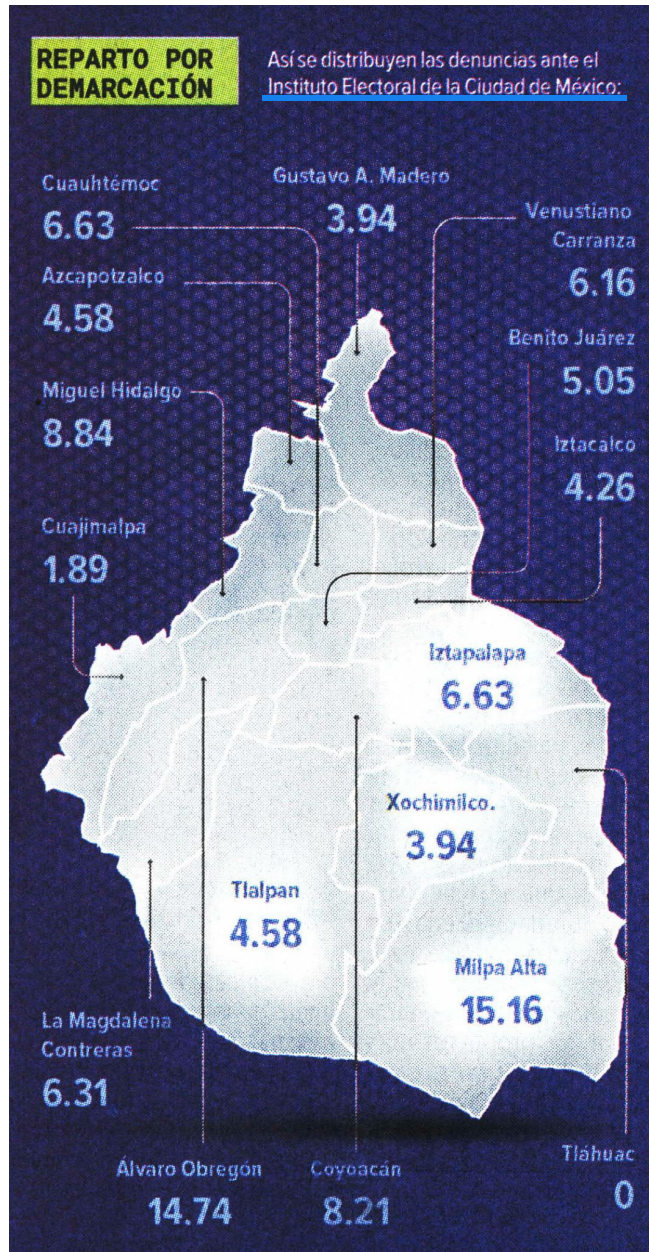 REPARTO POR
DEMARCACIÓN
Así se distribuyen las denuncias ante el
Instituto Electoral de la Ciudad de México:
Cuauhtémoc
6.63
Gustavo A. Madero
3.94
Venustiano
Carranza
6.16
Azcapotzalco
4.58
Benito Juárez
5.05
Miguel Hidalgo
8.84
Iztacalco
4.26
Cuajimalpa
1.89
Iztapalapa
6.63
Xochimilco.
3.94
Tlalpan
4.58
Milpa Alta
15.16
La Magdalena
Contreras
6.31
Álvaro Obregón
14.74
Coyoacán
8.21
Tláhuac
0